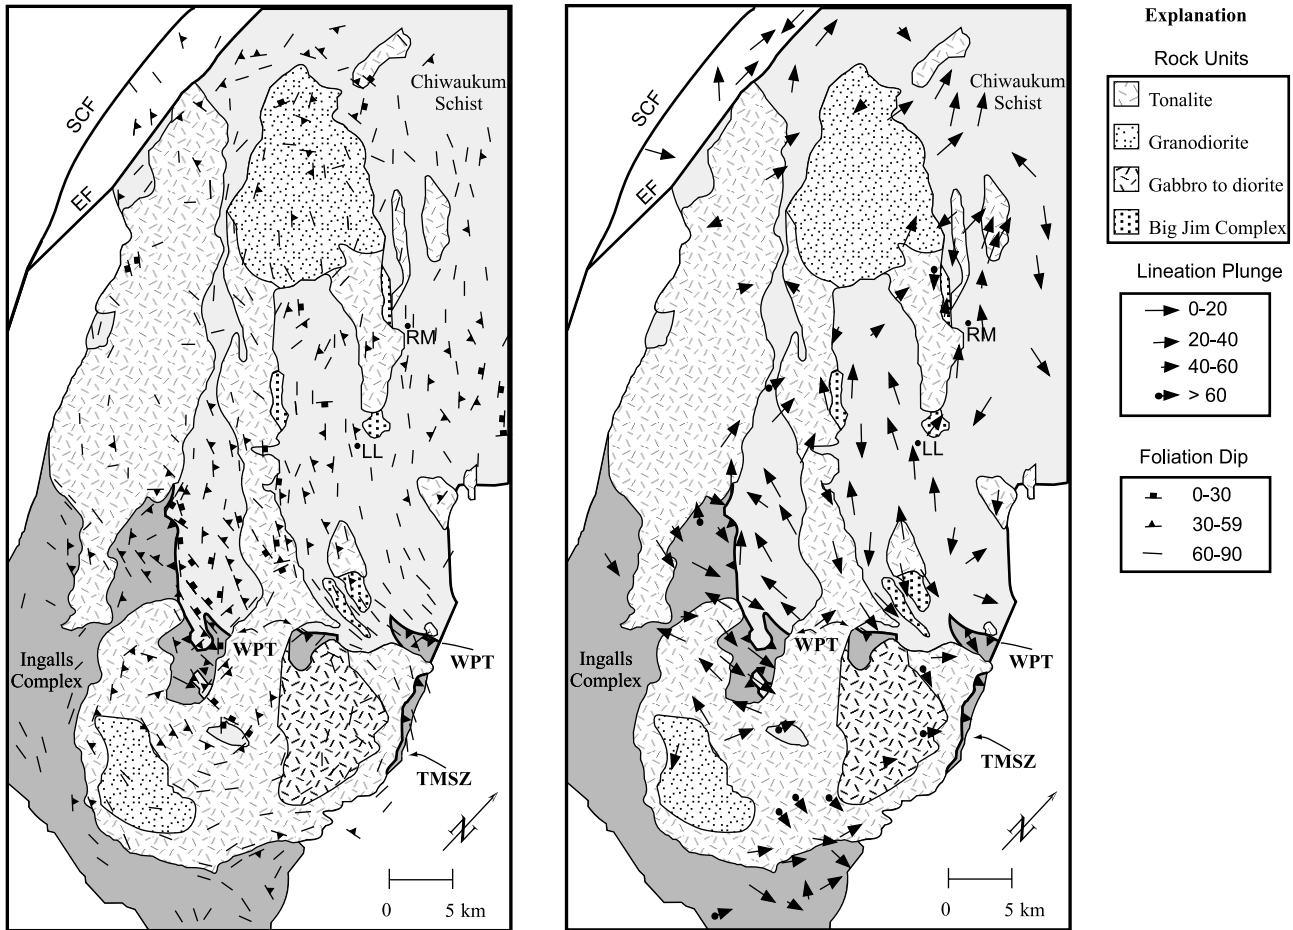 SCF
EF
Chiwaukum
Schist
RM
LL
Ingalls
Complex
WPT
WPT
TMSZ
N
0
5 km
SCF
EF
Chiwaukum
Schist
RM
LL
Ingalls
Complex
WPT
WPT
TMSZ
N
0
5 km
Explanation
Rock Units
Tonalite
Granodiorite
Gabbro to diorite
Big Jim Complex
Lineation Plunge
0-20
20-40
40-60
> 60
Foliation Dip
0-30
30-59
60-90